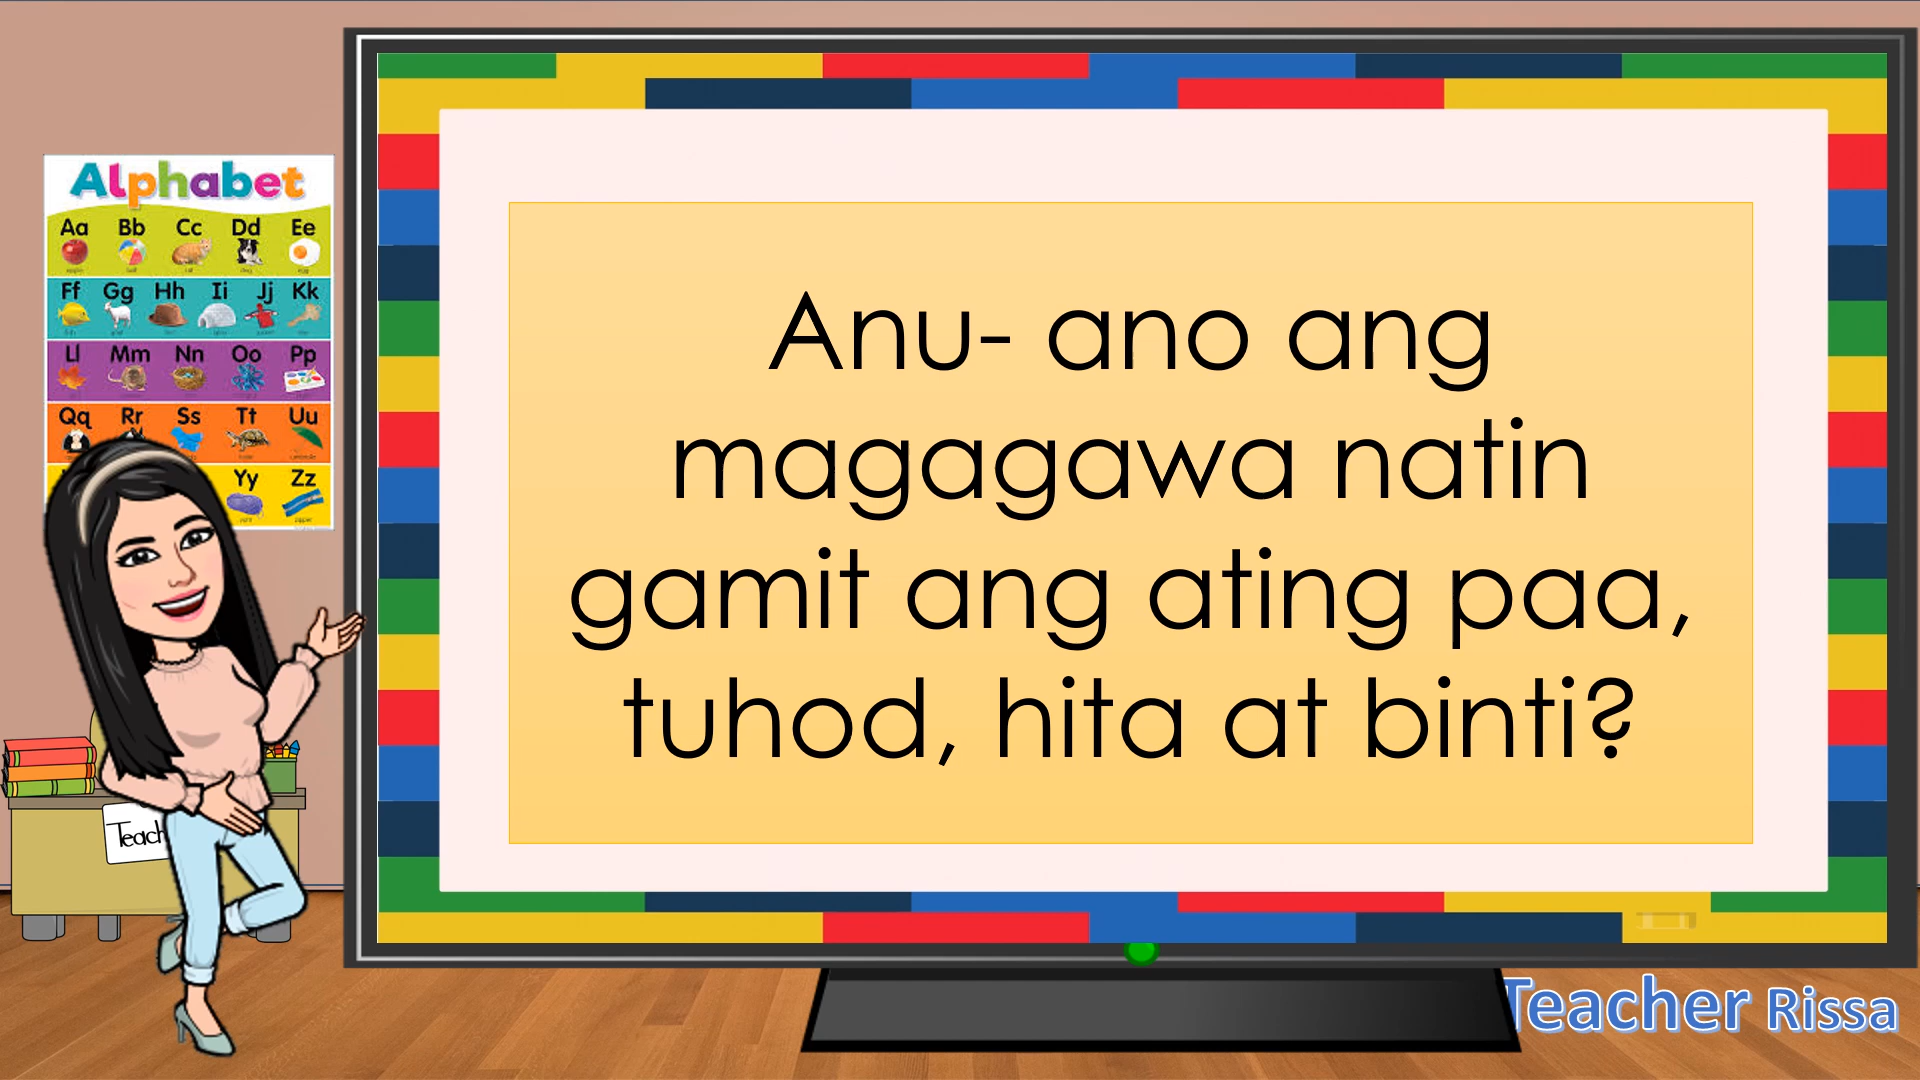 Alphabet
Aa Bb Cc Dd Ee
Ff Gg Hh Ii Jj Kk
Ll Mm Nn Oo Pp
Qq Rr Ss Tt Uu
Yy Zz
Anu- ano ang
magagawa natin
gamit ang ating paa,
tuhod, hita at binti?
Teach
Teacher Rissa